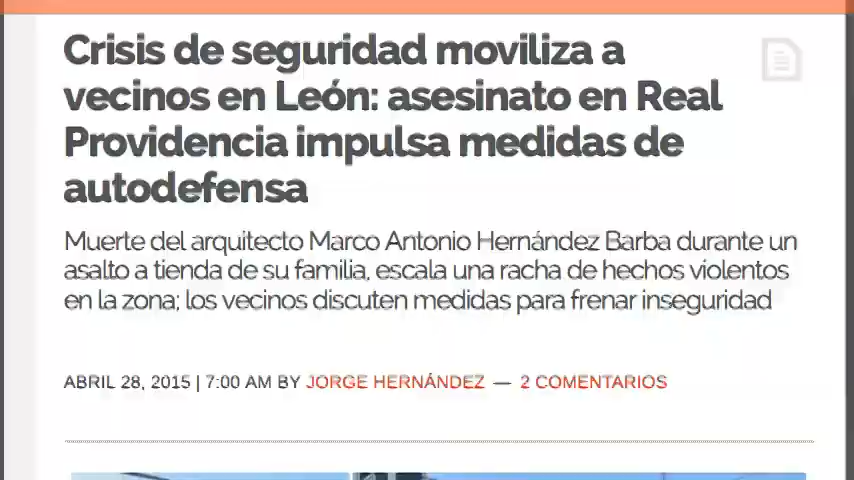 Crisis de seguridad moviliza a
vecinos en León: asesinato en Real
Providencia impulsa medidas de
autodefensa
Muerte del arquitecto Marco Antonio Hernández Barba durante un
asalto a tienda de su familia, escala una racha de hechos violentos
en la zona; los vecinos discuten medidas para frenar inseguridad
ABRIL 28, 2015 | 7:00 AM BY JORGE HERNÁNDEZ — 2 COMENTARIOS